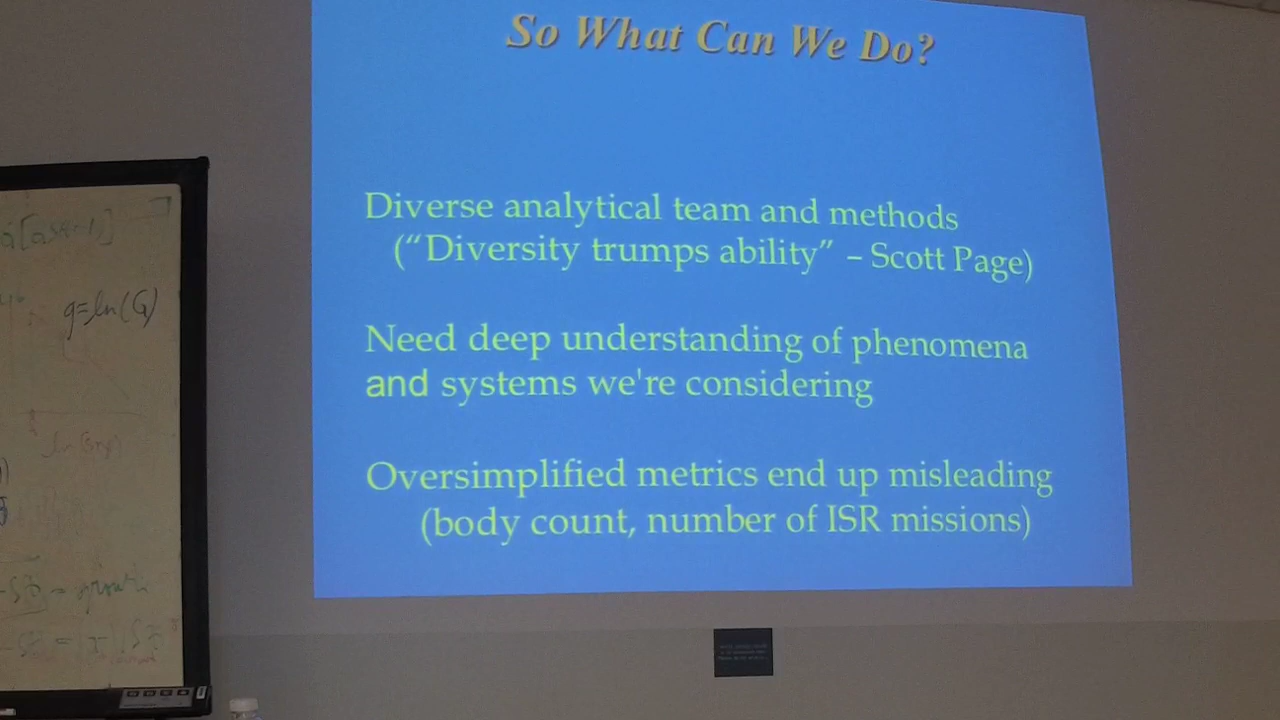 So What Can We Do?
Diverse analytical team and methods
(“Diversity trumps ability” – Scott Page)
Need deep understanding of phenomena
and systems we're considering
Oversimplified metrics end up misleading
(body count, number of ISR missions)
g=ln(G)